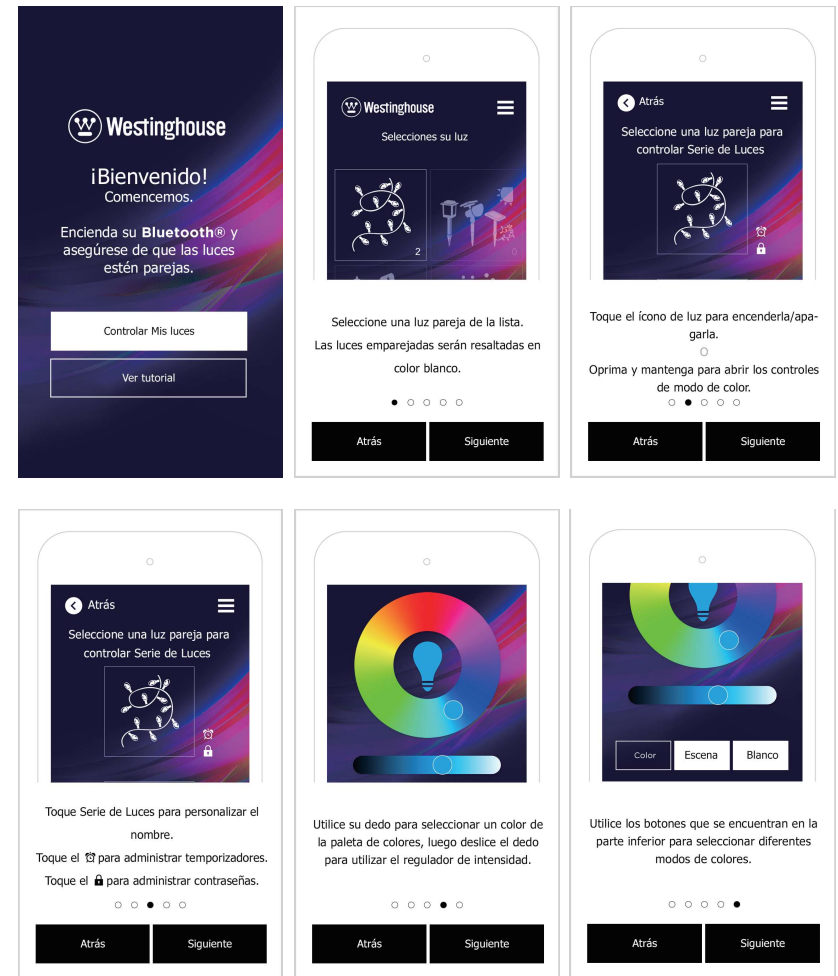 Westinghouse
¡Bienvenido!
Comencemos.
Encienda su Bluetooth® y
asegúrese de que las luces
estén parejas.
Controlar Mis luces
Ver tutorial
Westinghouse
Selecciones su luz
2
0
Seleccione una luz pareja de la lista.
Las luces emparejadas serán resaltadas en
color blanco.
Atrás
Siguiente
Atrás
Seleccione una luz pareja para
controlar Serie de Luces
Toque el ícono de luz para encenderla/apa-
garla.
O
Oprima y mantenga para abrir los controles
de modo de color.
Atrás
Siguiente
Atrás
Seleccione una luz pareja para
controlar Serie de Luces
Toque Serie de Luces para personalizar el
nombre.
Toque el ⏰ para administrar temporizadores.
Toque el 🔒 para administrar contraseñas.
Atrás
Siguiente
Utilice su dedo para seleccionar un color de
la paleta de colores, luego deslice el dedo
para utilizar el regulador de intensidad.
Atrás
Siguiente
Color
Escena
Blanco
Utilice los botones que se encuentran en la
parte inferior para seleccionar diferentes
modos de colores.
Atrás
Siguiente